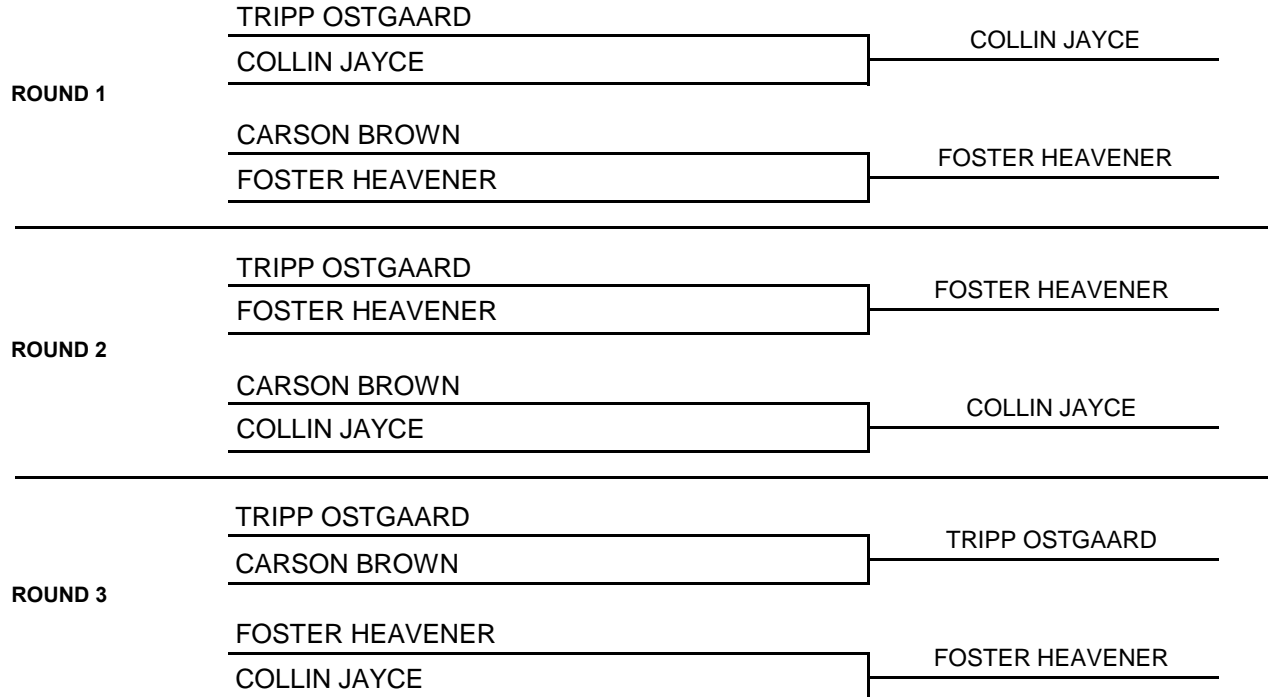 TRIPP OSTGAARD
COLLIN JAYCE
COLLIN JAYCE
ROUND 1
CARSON BROWN
FOSTER HEAVENER
FOSTER HEAVENER
TRIPP OSTGAARD
FOSTER HEAVENER
FOSTER HEAVENER
ROUND 2
CARSON BROWN
COLLIN JAYCE
COLLIN JAYCE
TRIPP OSTGAARD
TRIPP OSTGAARD
CARSON BROWN
ROUND 3
FOSTER HEAVENER
FOSTER HEAVENER
COLLIN JAYCE